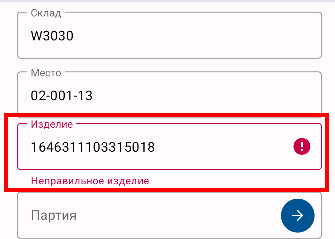 Склад
W3030
Место
02-001-13
Изделие
1646311103315018
Неправильное изделие
Партия